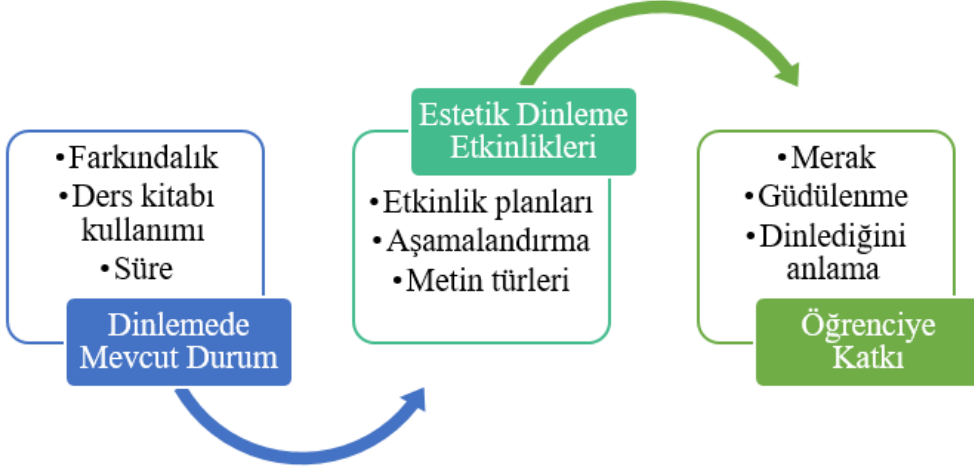 • Farkındalık
• Ders kitabı
kullanımı
• Süre
Dinlemede
Mevcut Durum
Estetik Dinleme
Etkinlikleri
• Etkinlik planları
• Aşamalandırma
• Metin türleri
• Merak
• Güdülenme
• Dinlediğini
anlama
Öğrenciye
Katkı